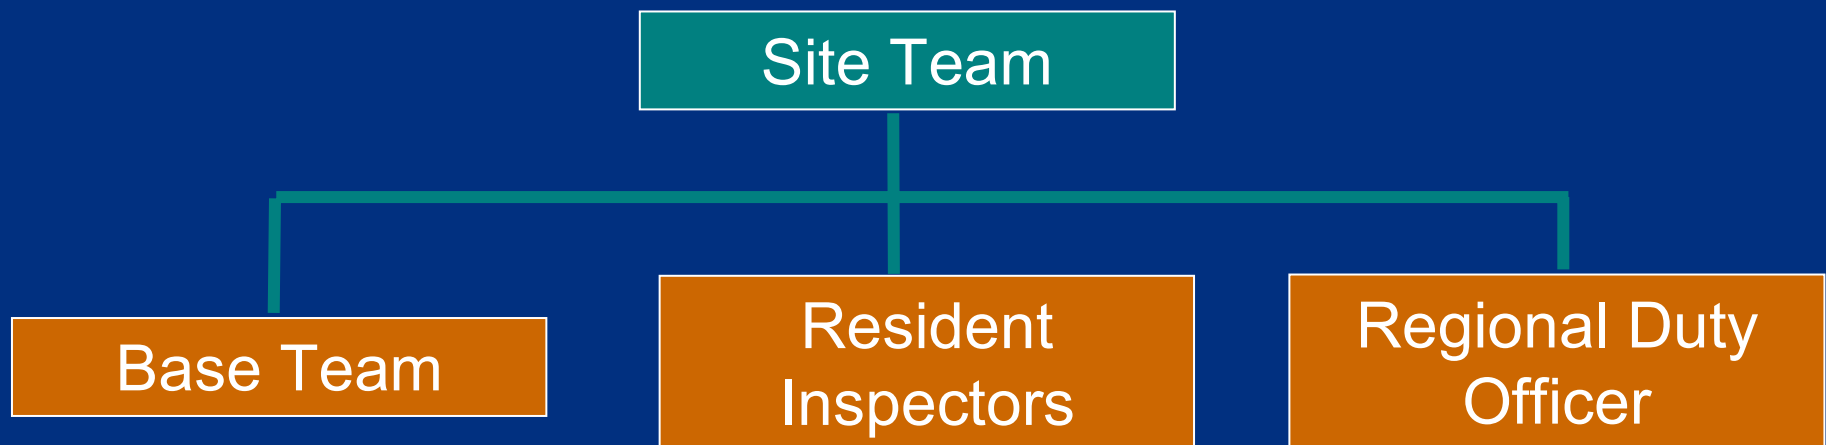 Site Team
Base Team
Resident
Inspectors
Regional Duty
Officer